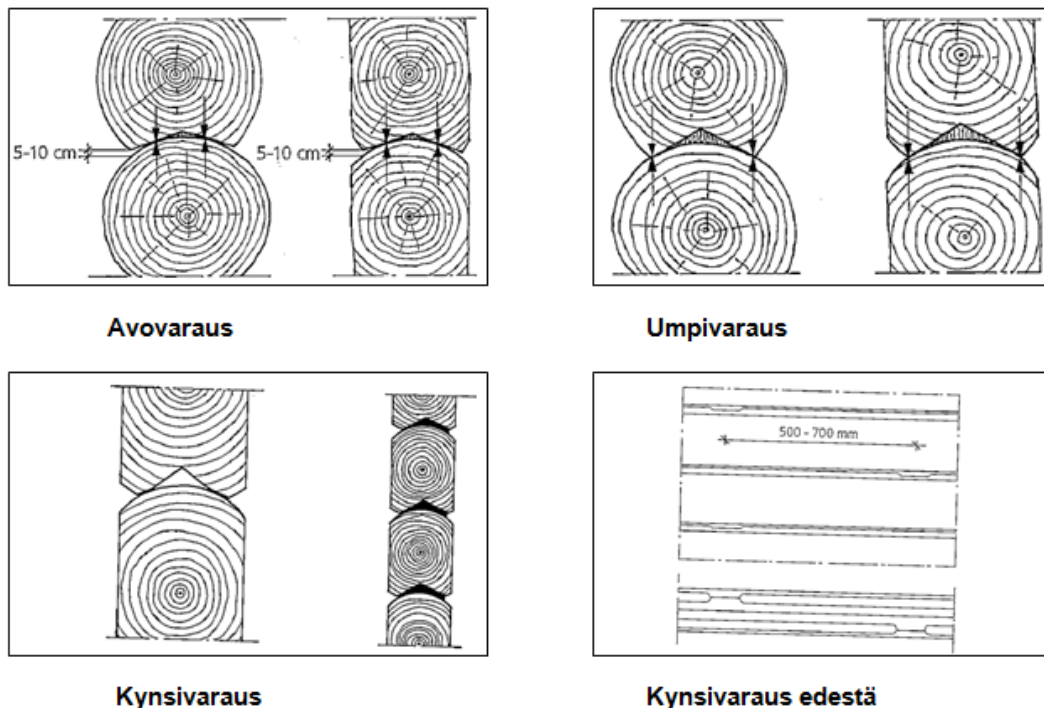 5-10 cm
5-10 cm
Avovaraus
Umpivaraus
500 - 700 mm
Kynsivaraus
Kynsivaraus edestä